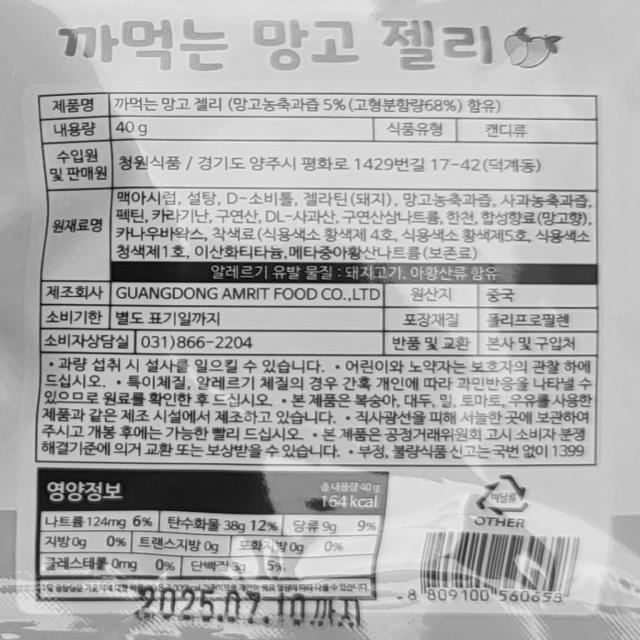 까먹는 망고 젤리
제품명 까먹는 망고 젤리 (망고농축과즙 5% (고형분함량68%) 함유)
내용량 40 g 식품유형 캔디류
수입원 및 판매원 청원식품 / 경기도 양주시 평화로 1429번길 17-42 (덕계동)
원재료명 맥아시럽, 설탕, D-소비톨, 젤라틴(돼지), 망고농축과즙, 사과농축과즙,
펙틴, 카라기난, 구연산, DL-사과산, 구연산삼나트륨, 한천, 합성향료(망고향),
카나우바왁스, 착색료 (식용색소 황색제 4호, 식용색소 황색제5호, 식용색소
청색제1호, 이산화티타늄, 메타중아황산나트륨(보존료)
알레르기 유발 물질 : 돼지고기, 아황산류 함유
제조회사 GUANGDONG AMRIT FOOD CO.,LTD 원산지 중국
소비기한 별도 표기일까지 포장재질 폴리프로필렌
소비자상담실 031)866-2204 반품 및 교환 본사 및 구입처
• 과량 섭취 시 설사를 일으킬 수 있습니다. • 어린이와 노약자는 보호자의 관찰 하에
드십시오. • 특이체질, 알레르기 체질의 경우 간혹 개인에 따라 과민반응을 나타낼 수
있으므로 원료를 확인한 후 드십시오. • 본 제품은 복숭아, 대두, 밀, 토마토, 우유를 사용한
제품과 같은 제조 시설에서 제조하고 있습니다. • 직사광선을 피해 서늘한 곳에 보관하여
주시고 개봉 후에는 가능한 빨리 드십시오. • 본 제품은 공정거래위원회 고시 소비자 분쟁
해결기준에 의거 교환 또는 보상받을 수 있습니다. • 부정, 불량식품 신고는 국번 없이 1399
영양정보 총 내용량 40 g
164 kcal
나트륨 124mg 6% 탄수화물 38g 12% 당류 9g 9%
지방 0g 0% 트랜스지방 0g 포화지방 0g 0%
콜레스테롤 0mg 0% 단백질 3g 5%
2025.07.10까지
비닐류
OTHER
8 809100 560658